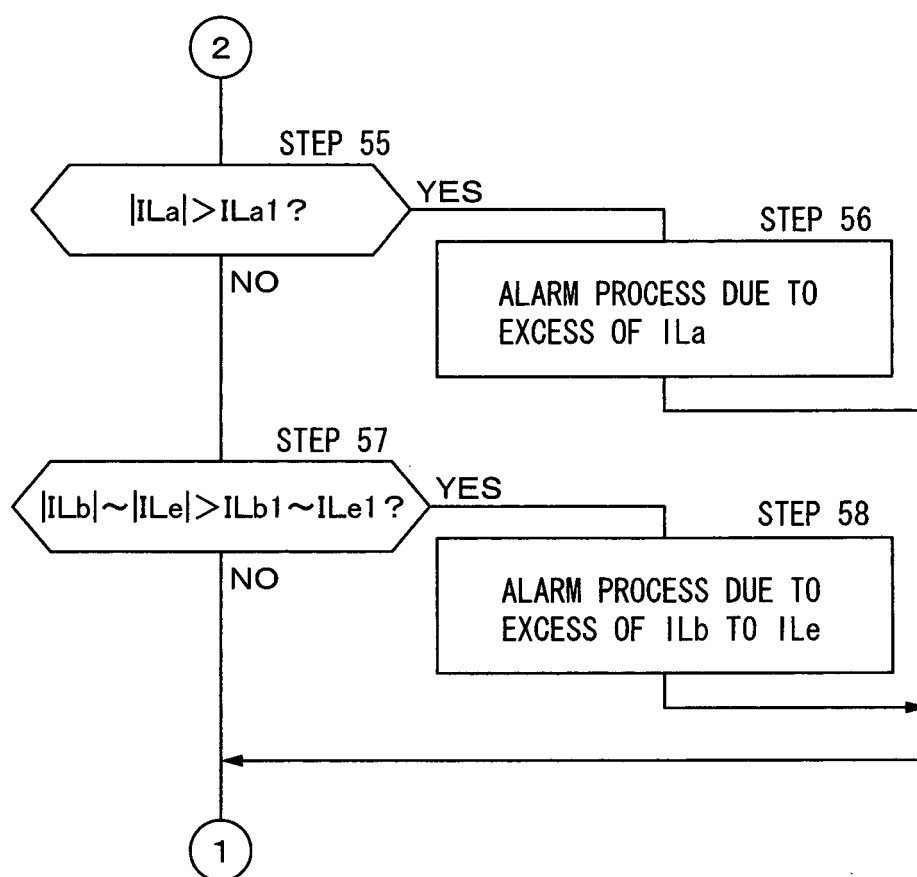 2
STEP 55
|ILa|>ILa1?
YES
STEP 56
ALARM PROCESS DUE TO
EXCESS OF ILa
NO
STEP 57
|ILb|~|ILe|>ILb1~ILe1?
YES
STEP 58
ALARM PROCESS DUE TO
EXCESS OF ILb TO ILe
NO
1